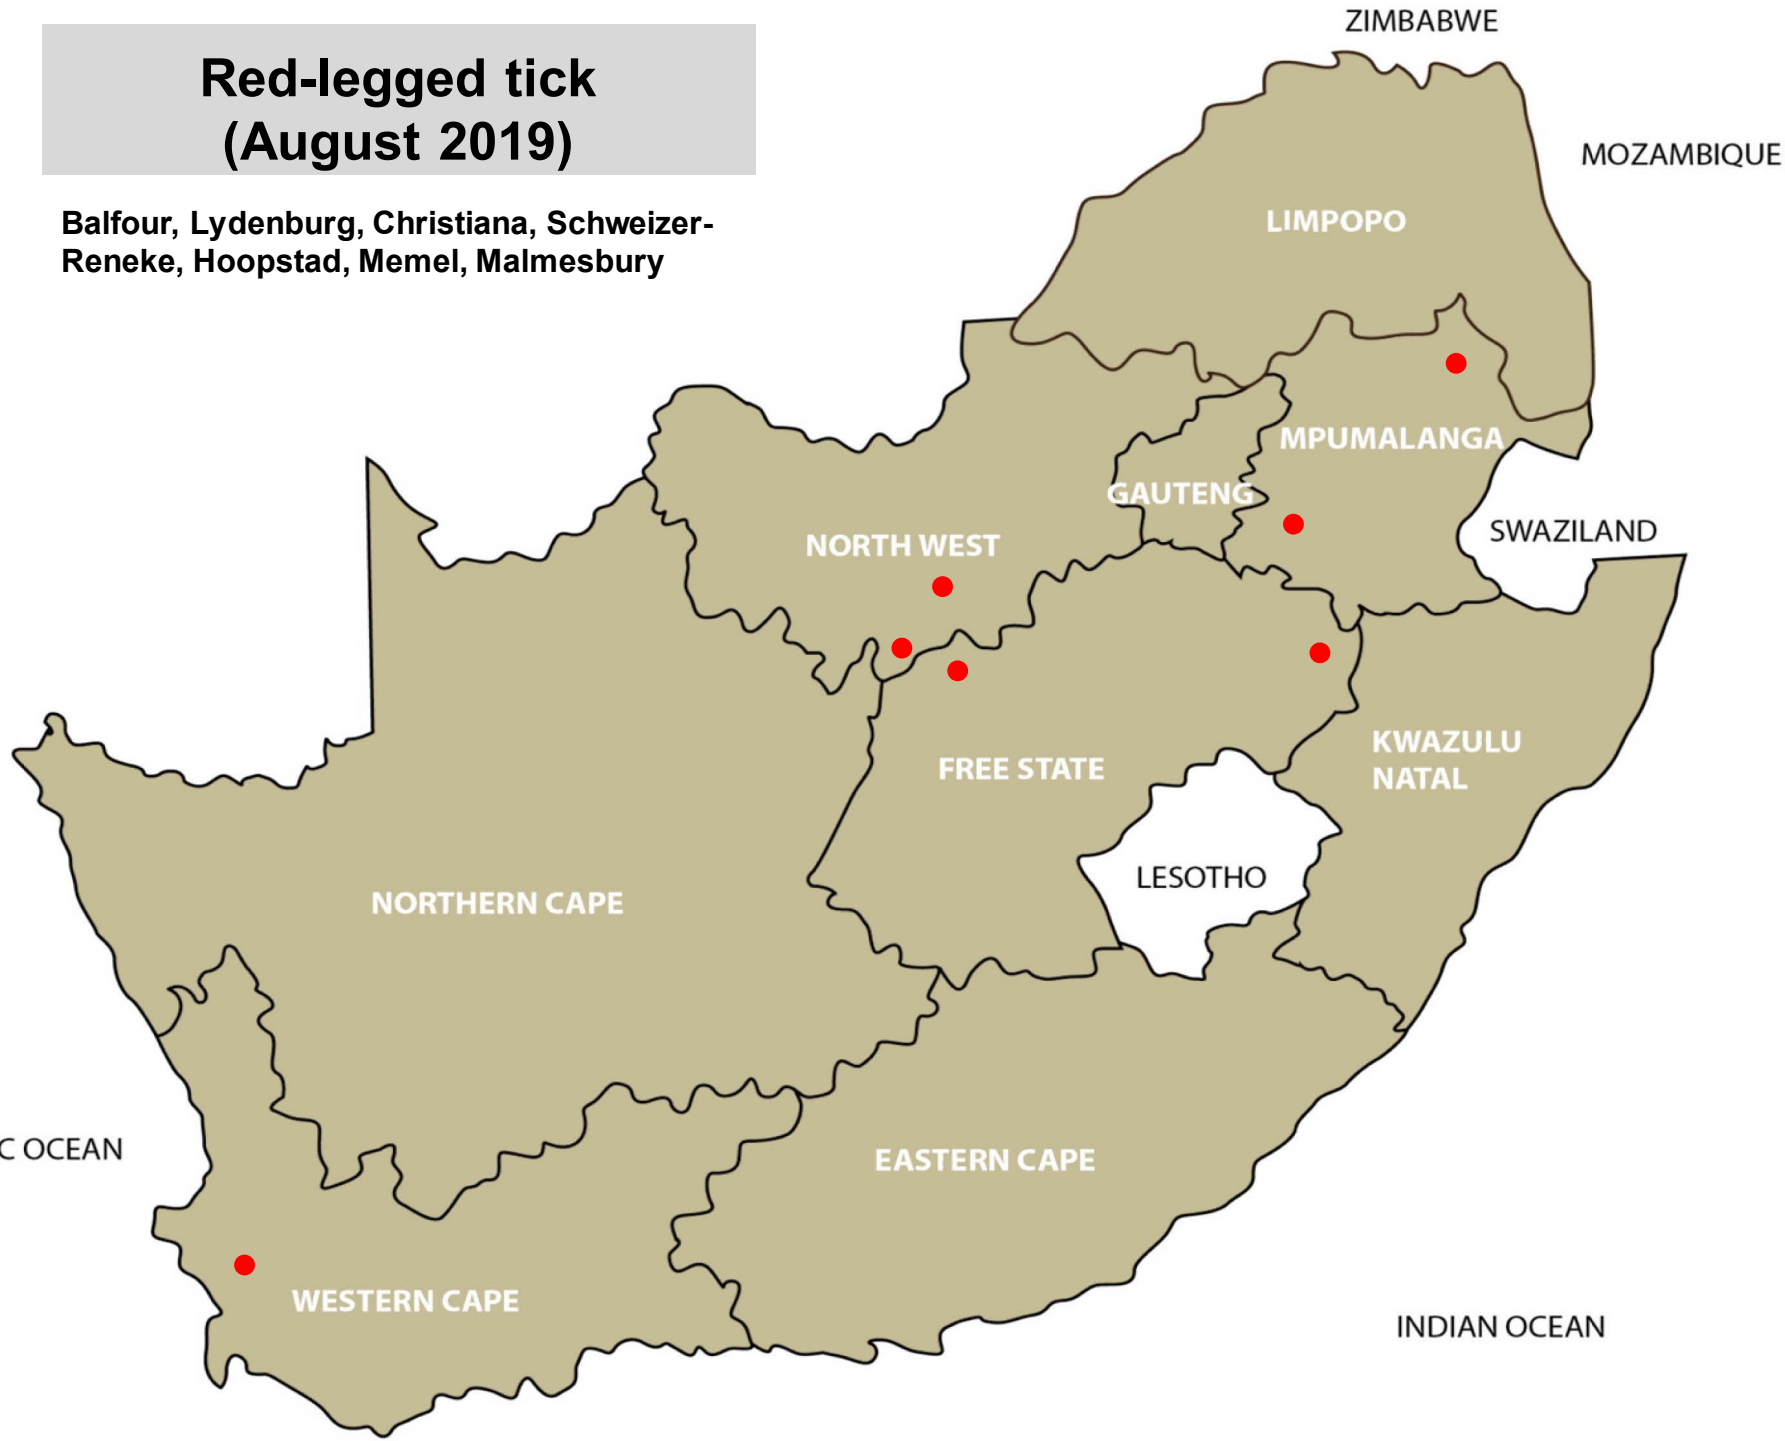 Red-legged tick
(August 2019)
Balfour, Lydenburg, Christiana, Schweizer-
Reneke, Hoopstad, Memel, Malmesbury
ZIMBABWE
MOZAMBIQUE
LIMPOPO
MPUMALANGA
GAUTENG
NORTH WEST
SWAZILAND
KWAZULU
NATAL
FREE STATE
LESOTHO
NORTHERN CAPE
C OCEAN
EASTERN CAPE
WESTERN CAPE
INDIAN OCEAN